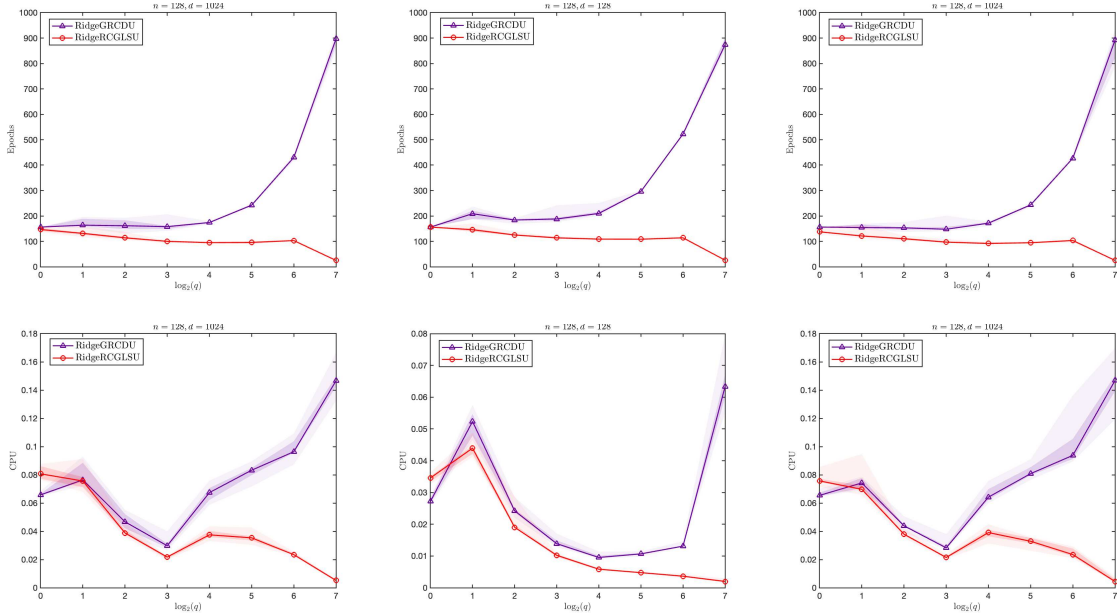 n = 128, d = 1024
RidgeGRCDU
RidgeRCGLSU
Epochs
1000
900
800
700
600
500
400
300
200
100
0
0 1 2 3 4 5 6 7
log₂(q)
n = 128, d = 128
RidgeGRCDU
RidgeRCGLSU
Epochs
1000
900
800
700
600
500
400
300
200
100
0
0 1 2 3 4 5 6 7
log₂(q)
n = 128, d = 1024
RidgeGRCDU
RidgeRCGLSU
Epochs
1000
900
800
700
600
500
400
300
200
100
0
0 1 2 3 4 5 6 7
log₂(q)
n = 128, d = 1024
RidgeGRCDU
RidgeRCGLSU
CPU
0.18
0.16
0.14
0.12
0.1
0.08
0.06
0.04
0.02
0
0 1 2 3 4 5 6 7
log₂(q)
n = 128, d = 128
RidgeGRCDU
RidgeRCGLSU
CPU
0.08
0.07
0.06
0.05
0.04
0.03
0.02
0.01
0
0 1 2 3 4 5 6 7
log₂(q)
n = 128, d = 1024
RidgeGRCDU
RidgeRCGLSU
CPU
0.18
0.16
0.14
0.12
0.1
0.08
0.06
0.04
0.02
0
0 1 2 3 4 5 6 7
log₂(q)